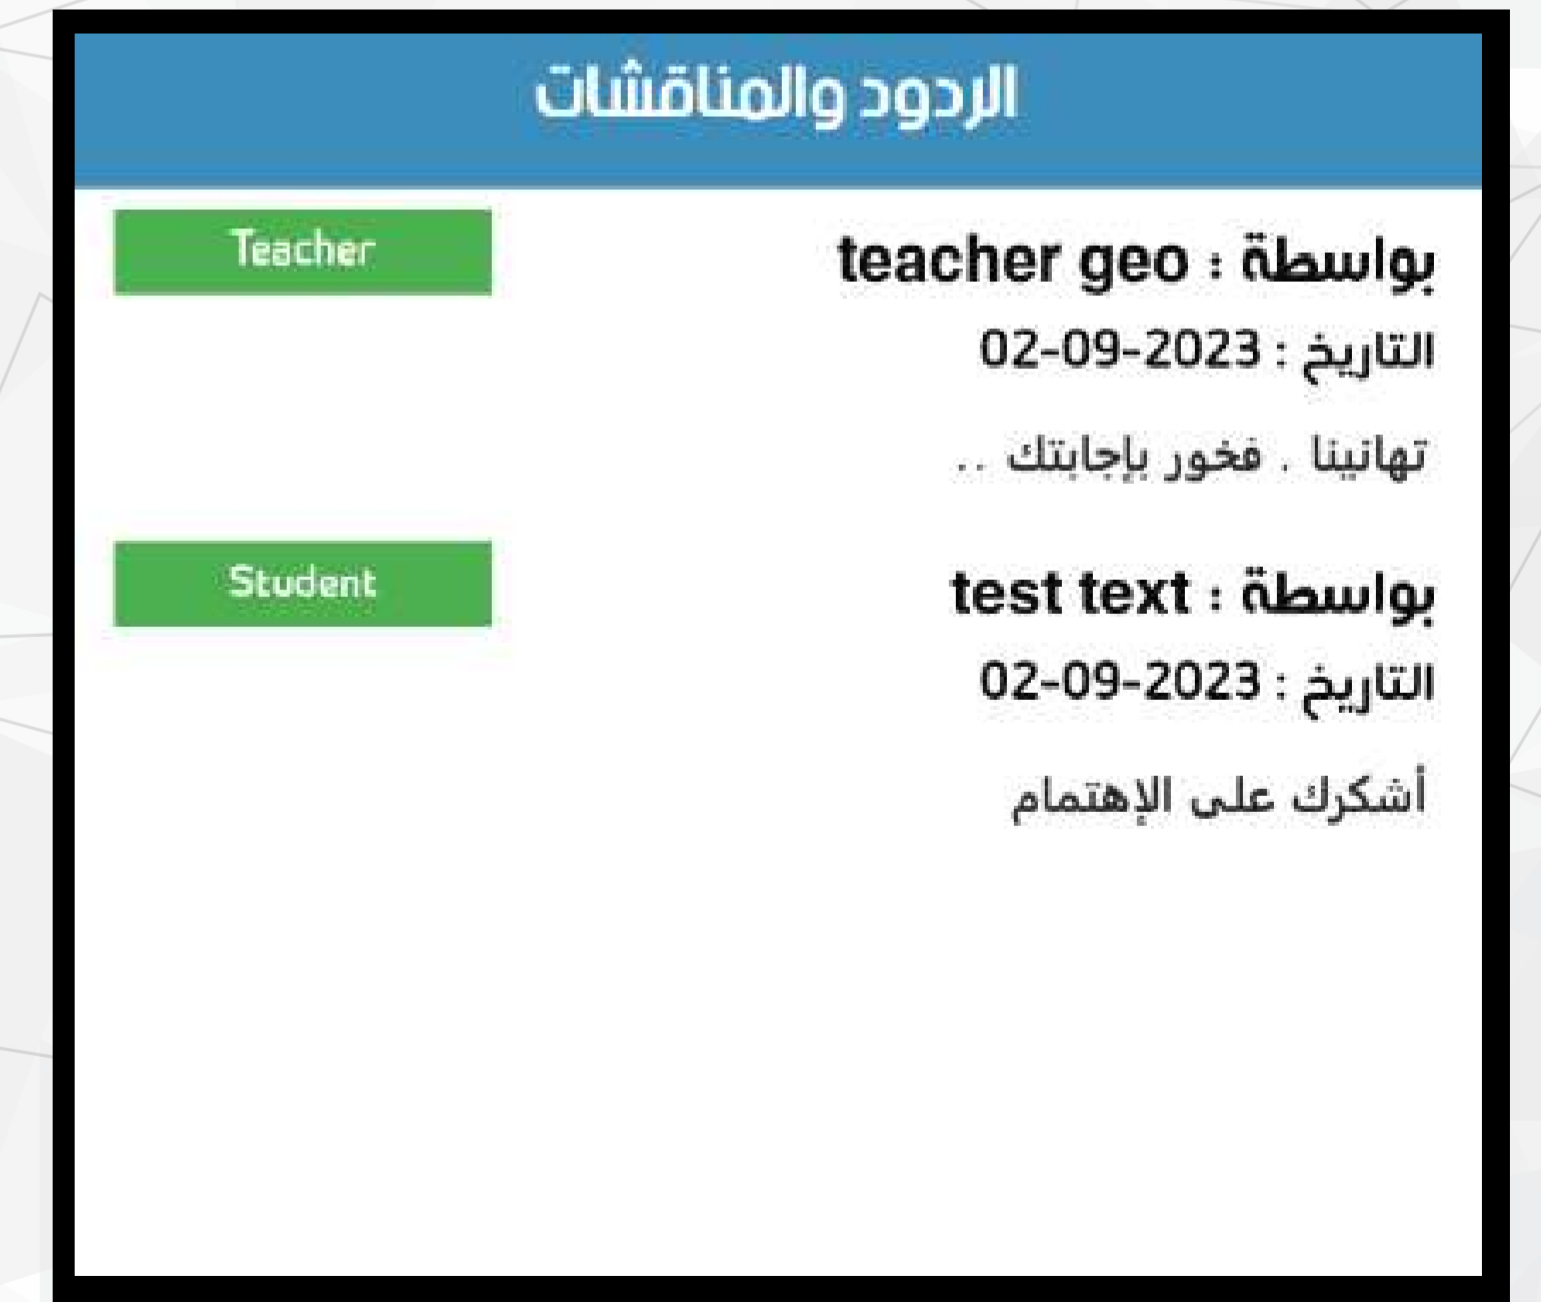 الردود والمناقشات
بواسطة : teacher geo
Teacher
التاريخ : 2023-09-02
تهانينا . فخور بإجابتك ..
بواسطة : test text
Student
التاريخ : 2023-09-02
أشكرك على الإهتمام